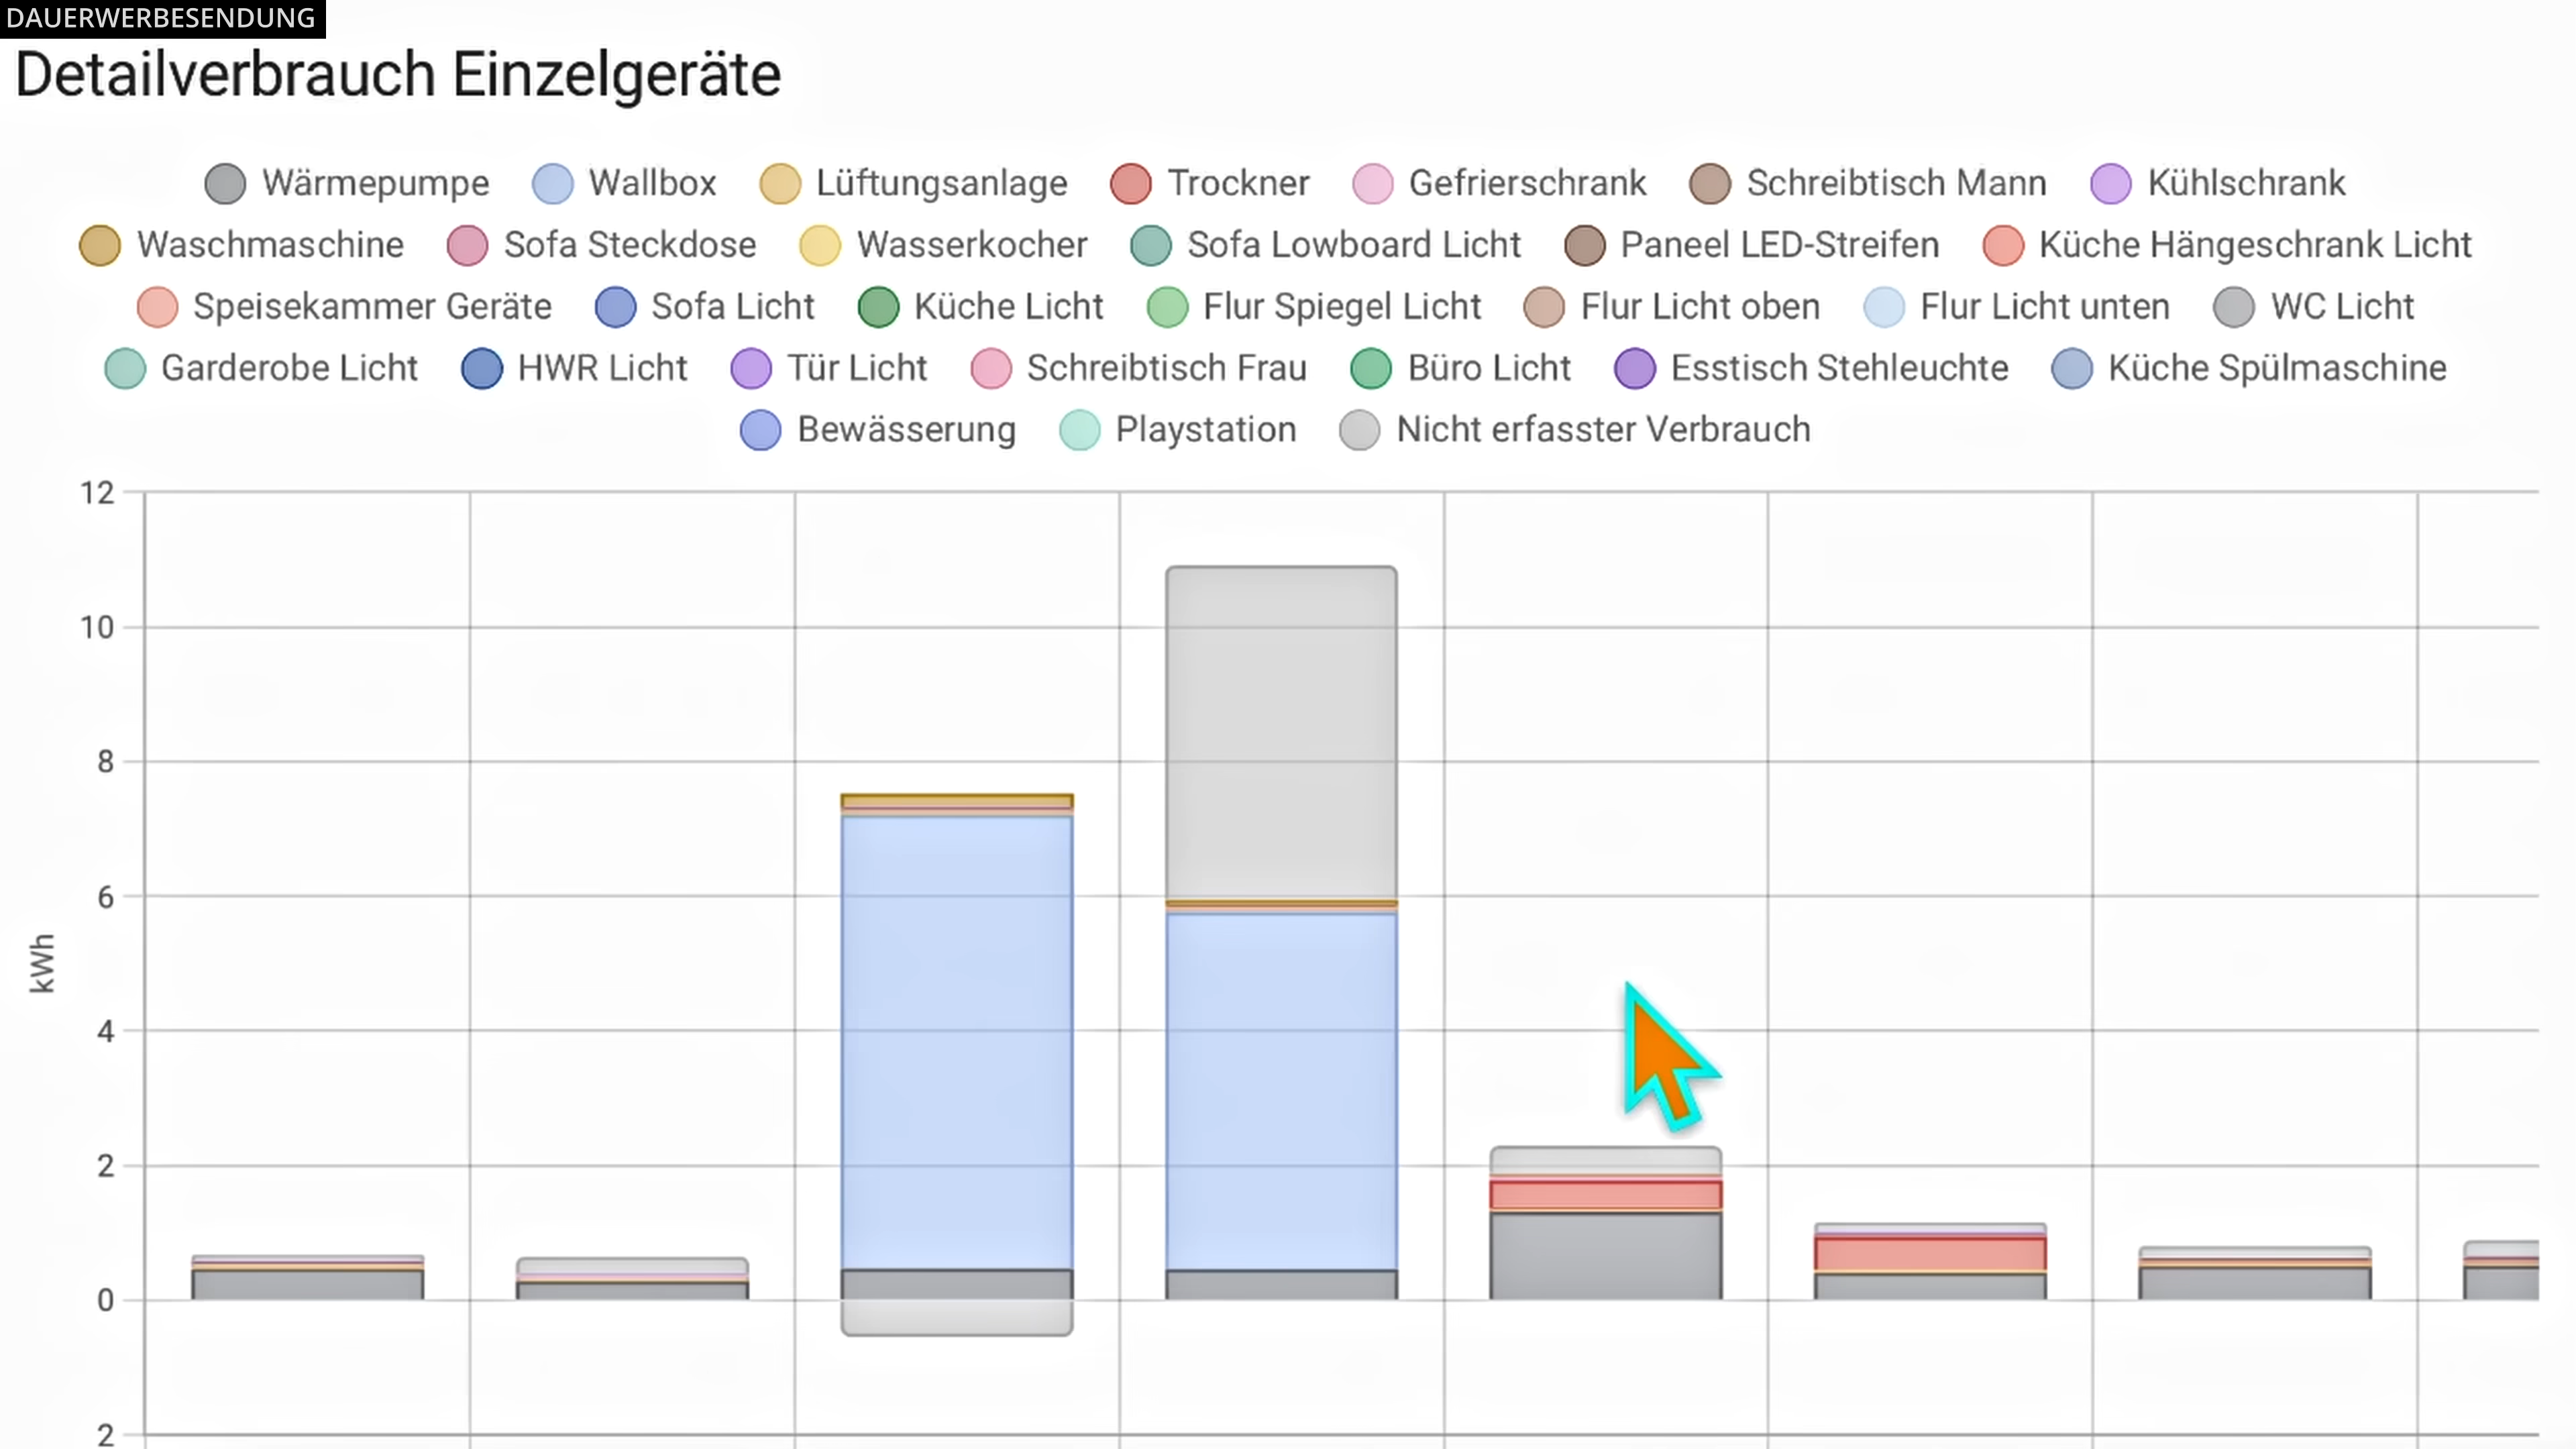 DAUERWERBESENDUNG
Detailverbrauch Einzelgeräte
Wärmepumpe Wallbox Lüftungsanlage Trockner Gefrierschrank Schreibtisch Mann Kühlschrank
Waschmaschine Sofa Steckdose Wasserkocher Sofa Lowboard Licht Paneel LED-Streifen Küche Hängeschrank Licht
Speisekammer Geräte Sofa Licht Küche Licht Flur Spiegel Licht Flur Licht oben Flur Licht unten WC Licht
Garderobe Licht HWR Licht Tür Licht Schreibtisch Frau Büro Licht Esstisch Stehleuchte Küche Spülmaschine
Bewässerung Playstation Nicht erfasster Verbrauch
12
10
8
6
kWh
4
2
0
2